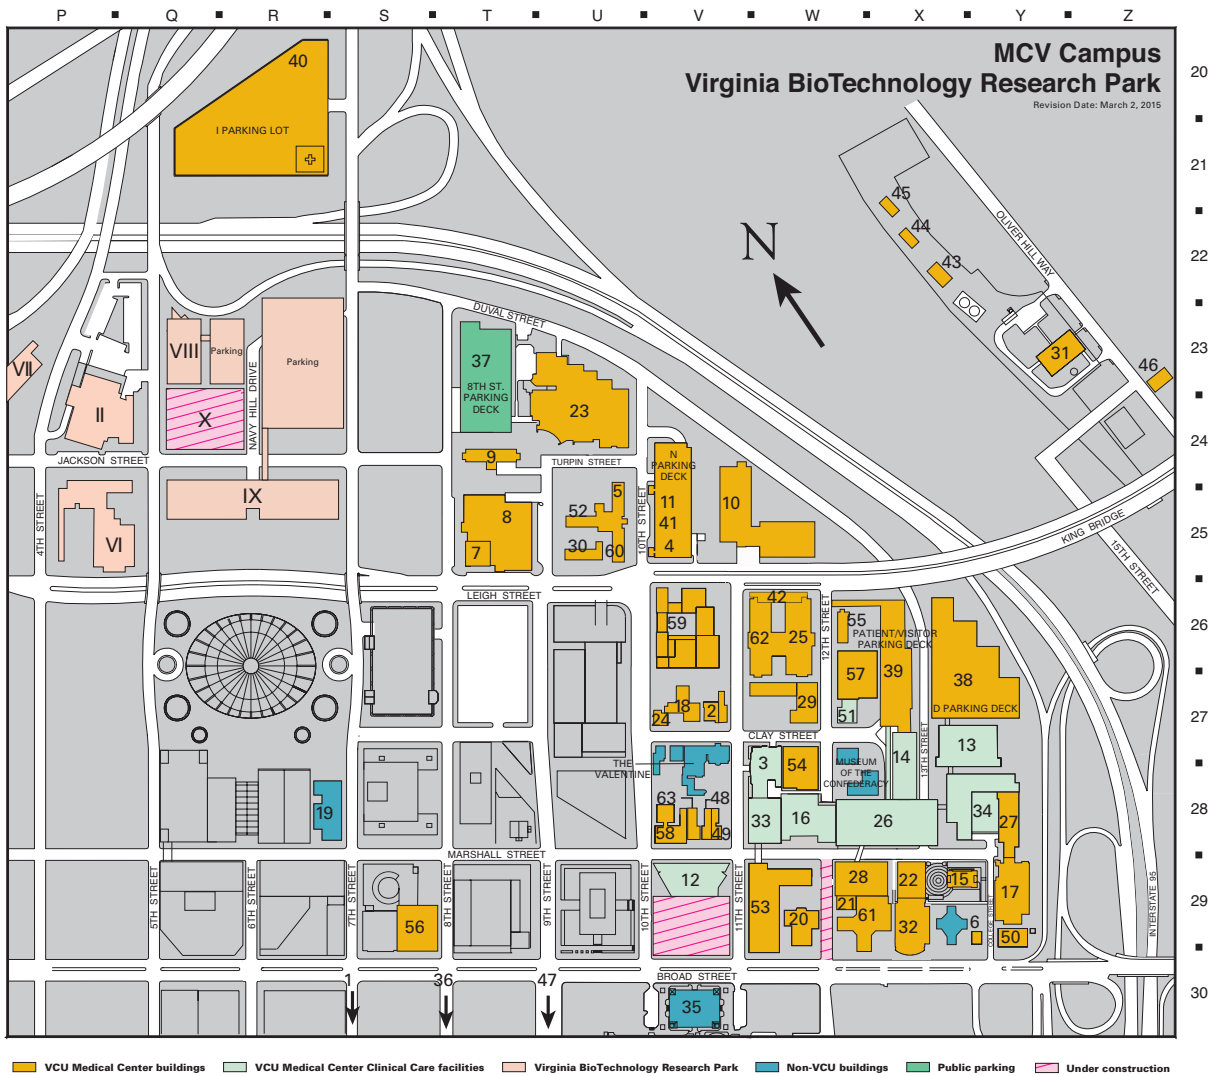 P ■ Q ■ R ■ S ■ T ■ U ■ V ■ W ■ X ■ Y ■ Z
MCV Campus
Virginia BioTechnology Research Park
Revision Date: March 2, 2015
20
21
22
23
24
25
26
27
28
29
30
40
I PARKING LOT
N
45
44
43
OLIVER HILL WAY
31
46
DUVAL STREET
VII
VIII
Parking
Parking
II
X
NAVY HILL DRIVE
37
8TH ST.
PARKING
DECK
23
JACKSON STREET
TURPIN STREET
9
N
PARKING
DECK
11
41
4
10
IX
VI
4TH STREET
8
7
5
52
30
60
10TH STREET
KING BRIDGE
15TH STREET
LEIGH STREET
42
59
62
25
12TH STREET
55
PATIENT/VISITOR
PARKING DECK
57
39
38
D PARKING DECK
18
24
2
29
51
CLAY STREET
13TH STREET
THE
VALENTINE
3
54
MUSEUM
OF THE
CONFEDERACY
14
13
19
63
48
58
49
33
16
26
34
27
MARSHALL STREET
5TH STREET
6TH STREET
7TH STREET
8TH STREET
9TH STREET
10TH STREET
11TH STREET
12
56
53
20
28
21
61
22
32
15
6
17
50
COLLEGE STREET
INTERSTATE 95
BROAD STREET
1
36
47
35
VCU Medical Center buildings
VCU Medical Center Clinical Care facilities
Virginia BioTechnology Research Park
Non-VCU buildings
Public parking
Under construction